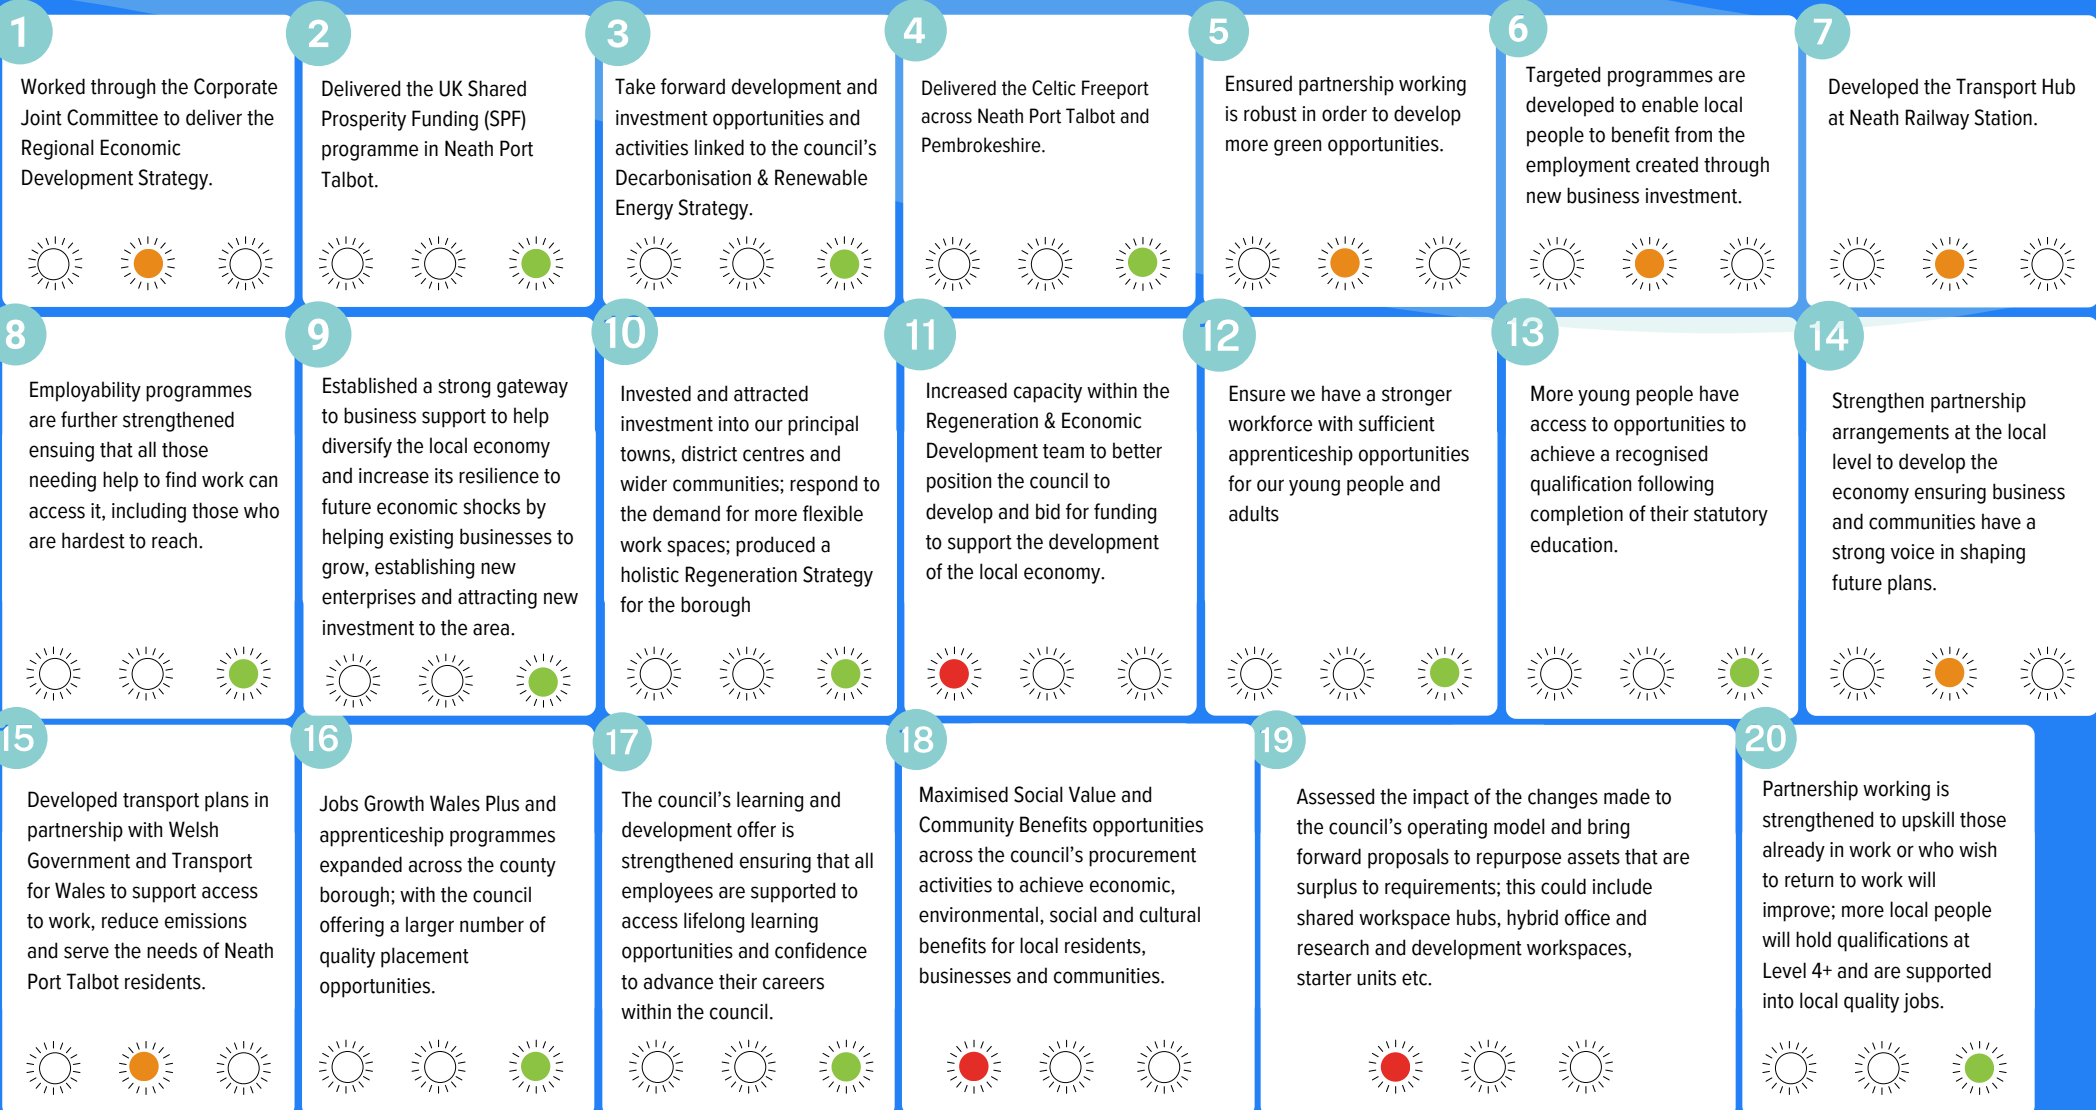 1
Worked through the Corporate
Joint Committee to deliver the
Regional Economic
Development Strategy.
2
Delivered the UK Shared
Prosperity Funding (SPF)
programme in Neath Port
Talbot.
3
Take forward development and
investment opportunities and
activities linked to the council's
Decarbonisation & Renewable
Energy Strategy.
4
Delivered the Celtic Freeport
across Neath Port Talbot and
Pembrokeshire.
5
Ensured partnership working
is robust in order to develop
more green opportunities.
6
Targeted programmes are
developed to enable local
people to benefit from the
employment created through
new business investment.
7
Developed the Transport Hub
at Neath Railway Station.
8
Employability programmes
are further strengthened
ensuing that all those
needing help to find work can
access it, including those who
are hardest to reach.
9
Established a strong gateway
to business support to help
diversify the local economy
and increase its resilience to
future economic shocks by
helping existing businesses to
grow, establishing new
enterprises and attracting new
investment to the area.
10
Invested and attracted
investment into our principal
towns, district centres and
wider communities; respond to
the demand for more flexible
work spaces; produced a
holistic Regeneration Strategy
for the borough
11
Increased capacity within the
Regeneration & Economic
Development team to better
position the council to
develop and bid for funding
to support the development
of the local economy.
12
Ensure we have a stronger
workforce with sufficient
apprenticeship opportunities
for our young people and
adults
13
More young people have
access to opportunities to
achieve a recognised
qualification following
completion of their statutory
education.
14
Strengthen partnership
arrangements at the local
level to develop the
economy ensuring business
and communities have a
strong voice in shaping
future plans.
15
Developed transport plans in
partnership with Welsh
Government and Transport
for Wales to support access
to work, reduce emissions
and serve the needs of Neath
Port Talbot residents.
16
Jobs Growth Wales Plus and
apprenticeship programmes
expanded across the county
borough; with the council
offering a larger number of
quality placement
opportunities.
17
The council's learning and
development offer is
strengthened ensuring that all
employees are supported to
access lifelong learning
opportunities and confidence
to advance their careers
within the council.
18
Maximised Social Value and
Community Benefits opportunities
across the council's procurement
activities to achieve economic,
environmental, social and cultural
benefits for local residents,
businesses and communities.
19
Assessed the impact of the changes made to
the council's operating model and bring
forward proposals to repurpose assets that are
surplus to requirements; this could include
shared workspace hubs, hybrid office and
research and development workspaces,
starter units etc.
20
Partnership working is
strengthened to upskill those
already in work or who wish
to return to work will
improve; more local people
will hold qualifications at
Level 4+ and are supported
into local quality jobs.